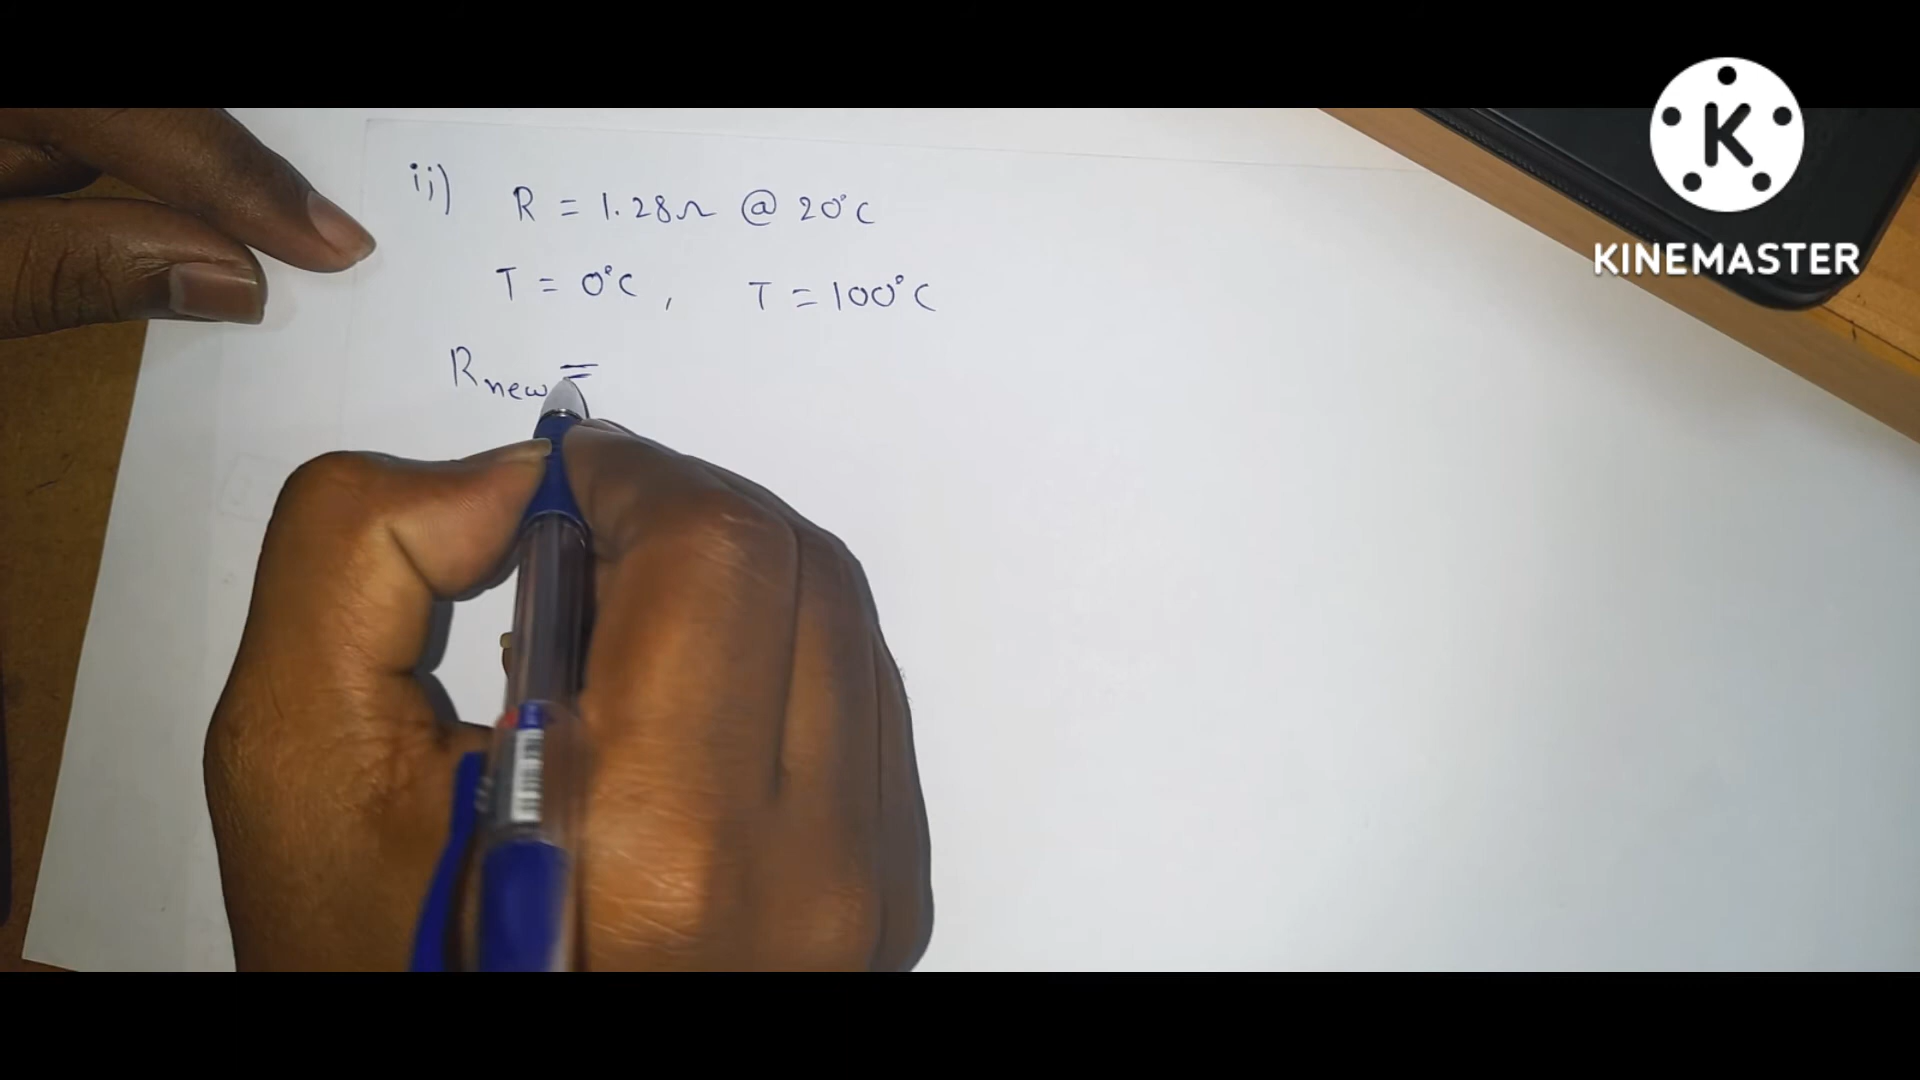 ii) R = 1.28Ω @ 20°C
T = 0°C, T = 100°C
Rnew =
K
KINEMASTER